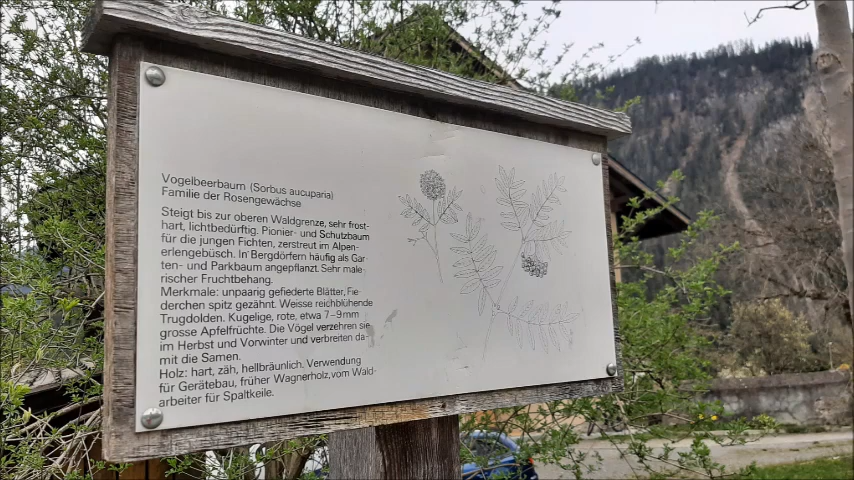 Vogelbeerbaum (Sorbus aucuparia)
Familie der Rosengewächse
Steigt bis zur oberen Waldgrenze, sehr frost-
hart, lichtbedürftig. Pionier- und Schutzbaum
für die jungen Fichten, zerstreut im Alpen-
erlengebüsch. In Bergdörfern häufig als Gar-
ten- und Parkbaum angepflanzt. Sehr male-
rischer Fruchtbehang.
Merkmale: unpaarig gefiederte Blätter, Fie-
derchen spitz gezähnt. Weisse reichblühende
Trugdolden. Kugelige, rote, etwa 7–9mm
grosse Apfelfrüchte. Die Vögel verzehren sie
im Herbst und Vorwinter und verbreiten da-
mit die Samen.
Holz: hart, zäh, hellbräunlich. Verwendung
für Gerätebau, früher Wagnerholz, vom Wald-
arbeiter für Spaltkeile.